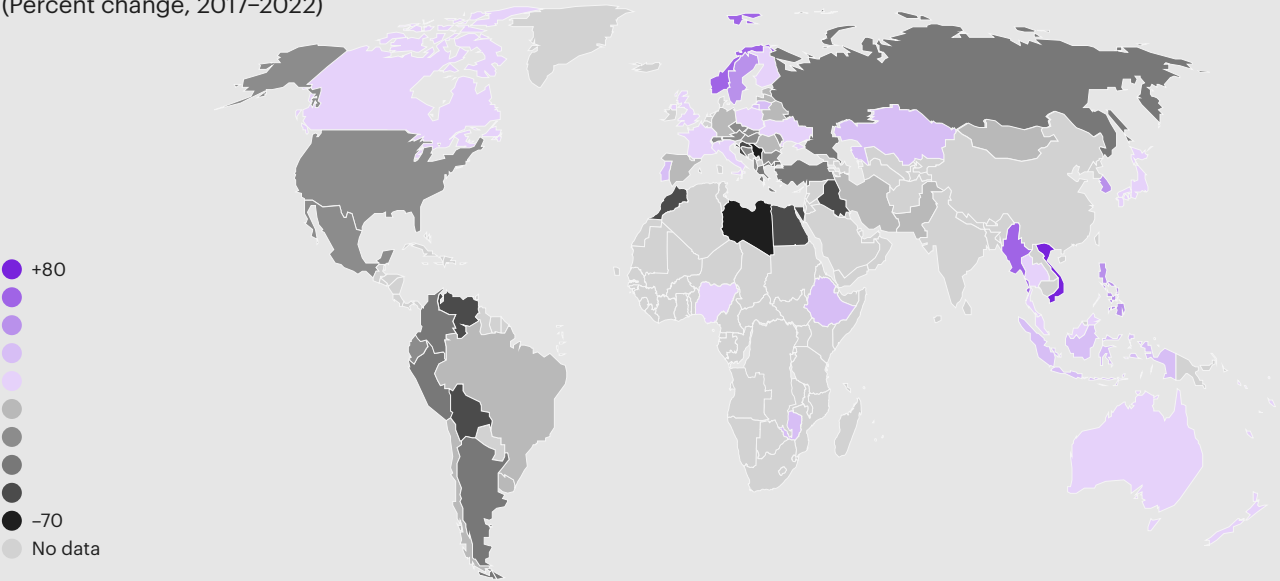 (Percent change, 2017–2022)
+80
–70
No data